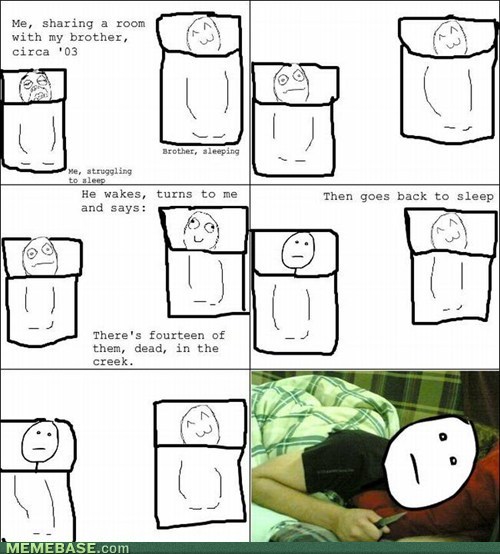 Me, sharing a room
with my brother,
circa '03
Brother, sleeping
Me, struggling
to sleep
He wakes, turns to me
and says:
There's fourteen of
them, dead, in the
creek.
Then goes back to sleep
MEMEBASE.com